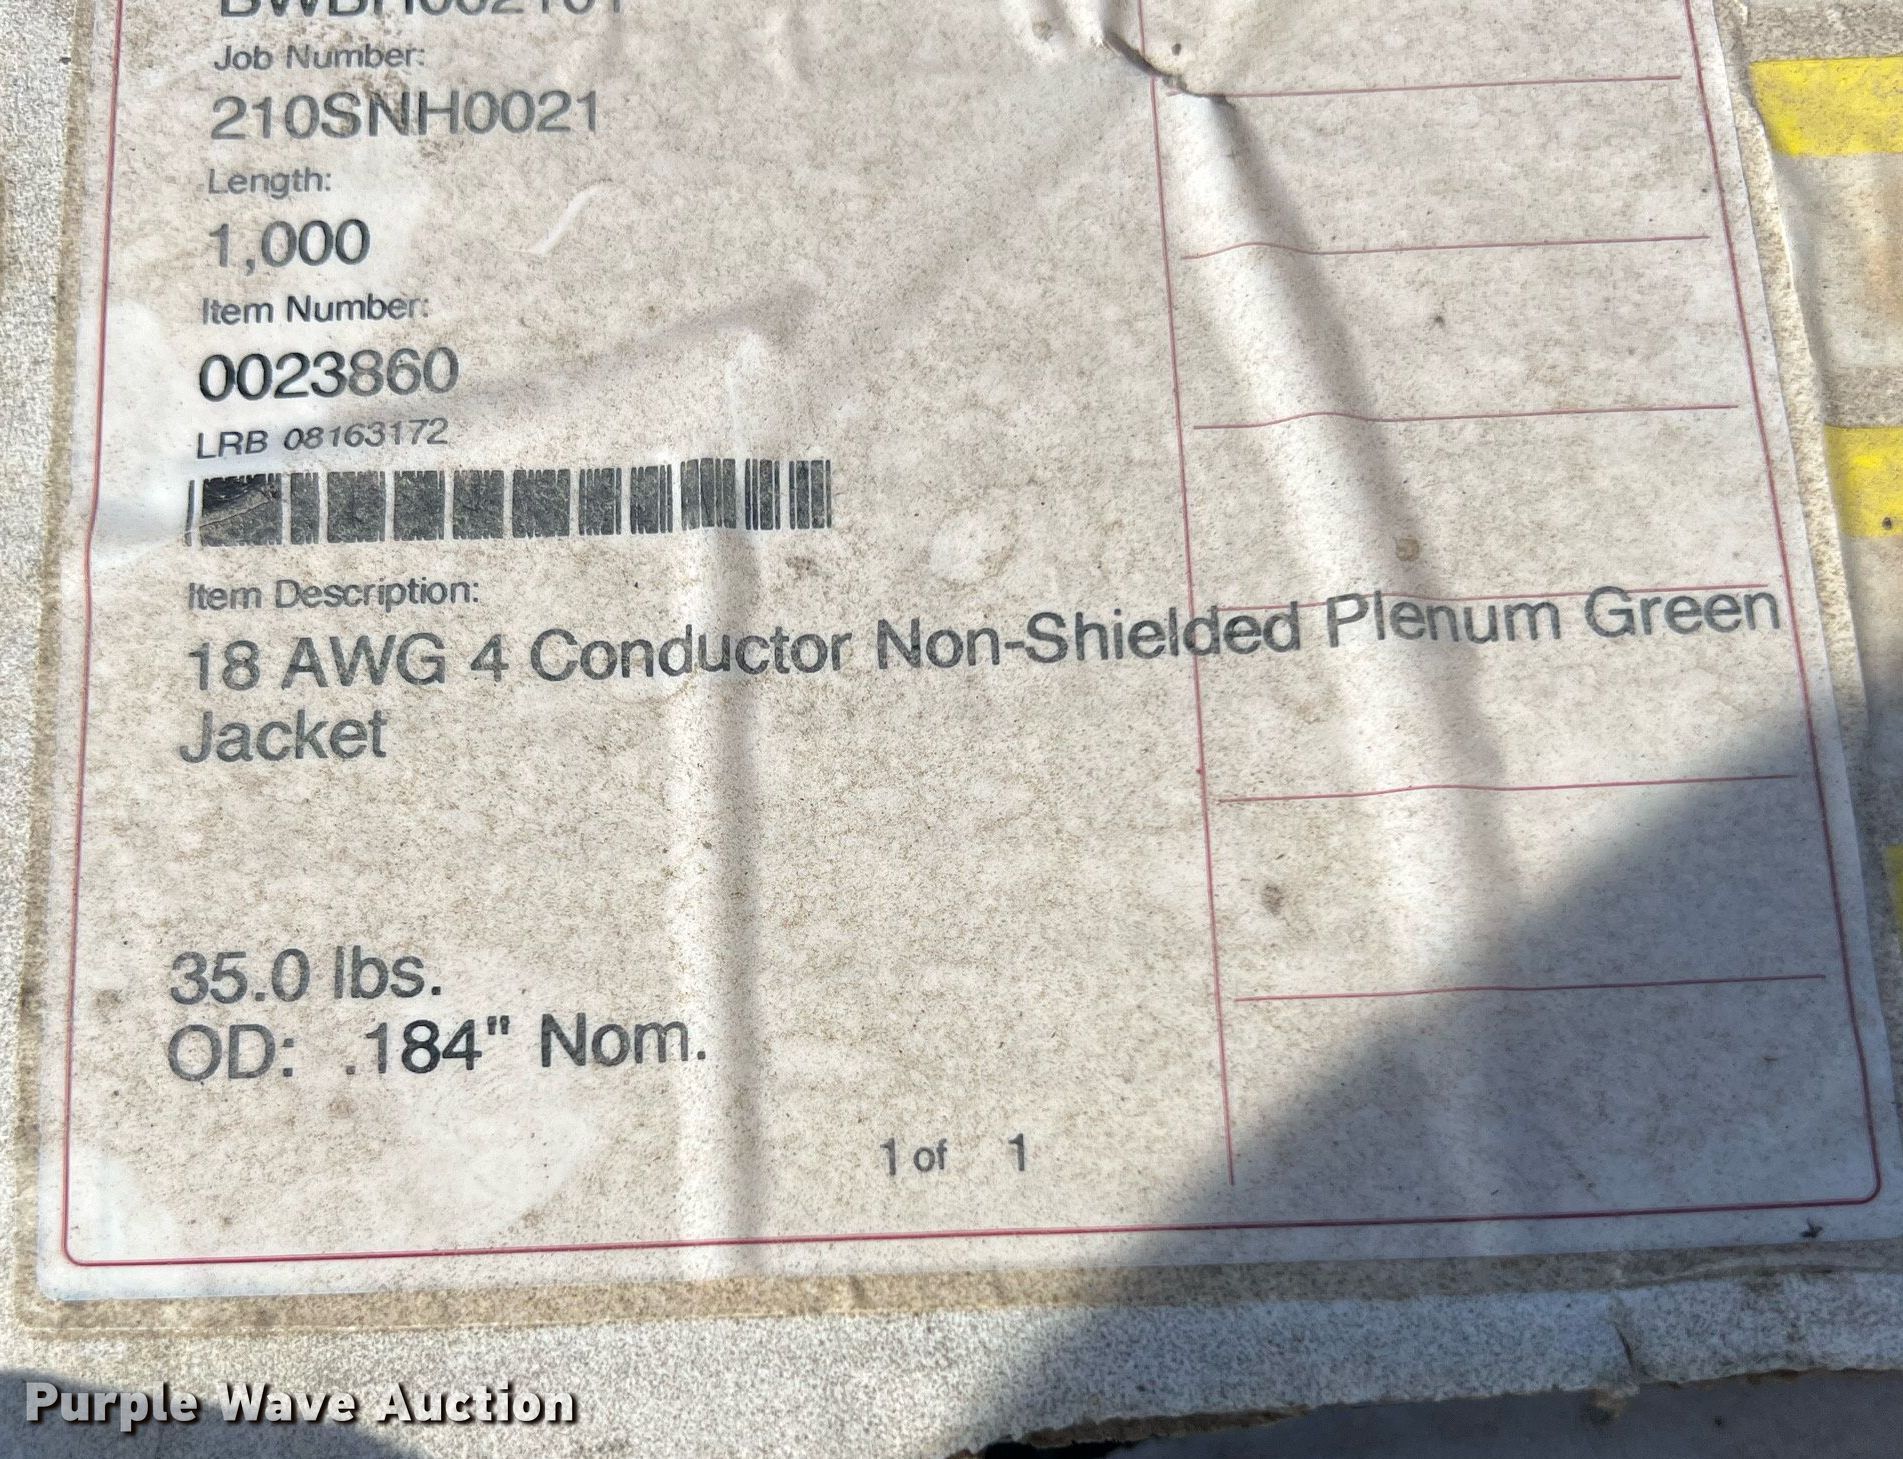 Job Number:
210SNH0021
Length:
1,000
Item Number:
0023860
LRB 08163172
Item Description:
18 AWG 4 Conductor Non-Shielded Plenum Green
Jacket
35.0 lbs.
OD: .184" Nom.
1 of 1
Purple Wave Auction